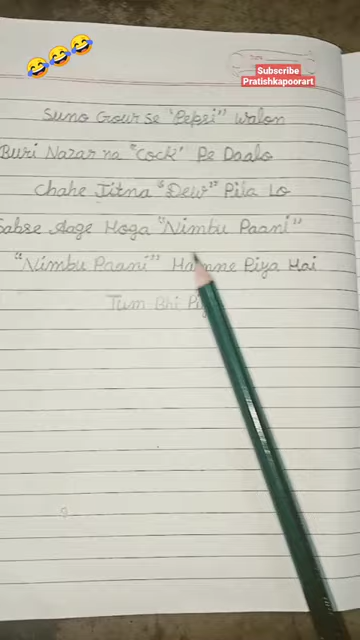 Subscribe
Pratishkapoorart
Suno Gour se "Pepsi" Walon
Buri Nazar na "Cock" Pe Daalo
Chahe Jitna "Dew" Pila Lo
Sabse Aage Hoga "Nimbu Paani"
"Nimbu Paani" Hamne Piya Hai
Tum Bhi